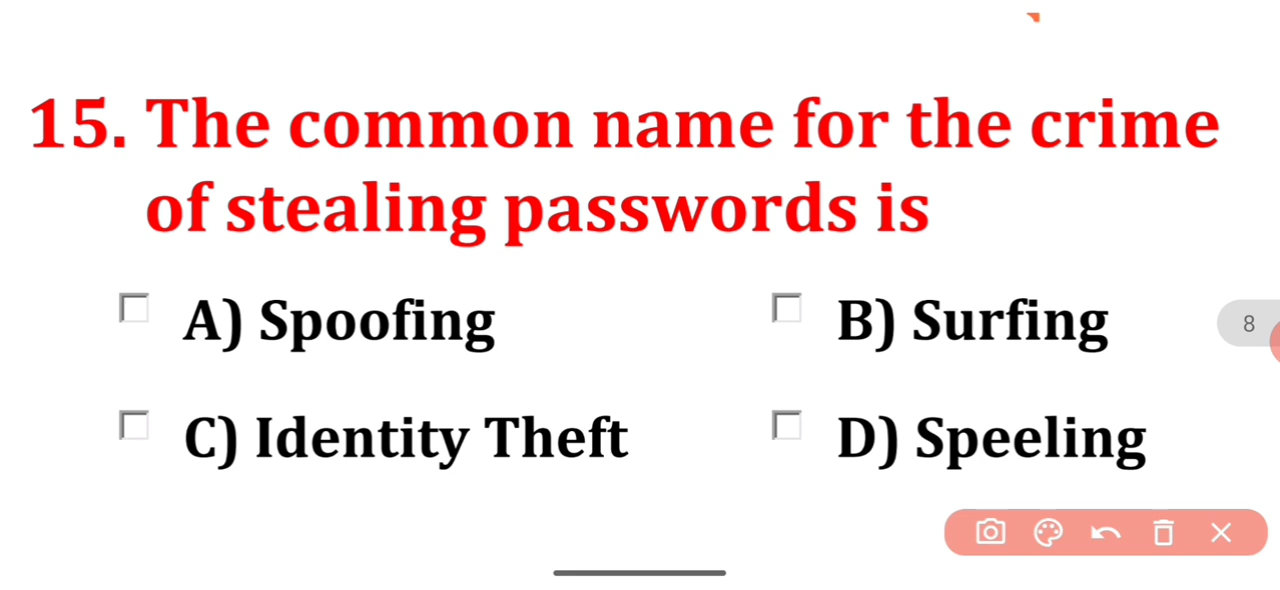 15. The common name for the crime
of stealing passwords is
A) Spoofing
B) Surfing
8
C) Identity Theft
D) Speeling